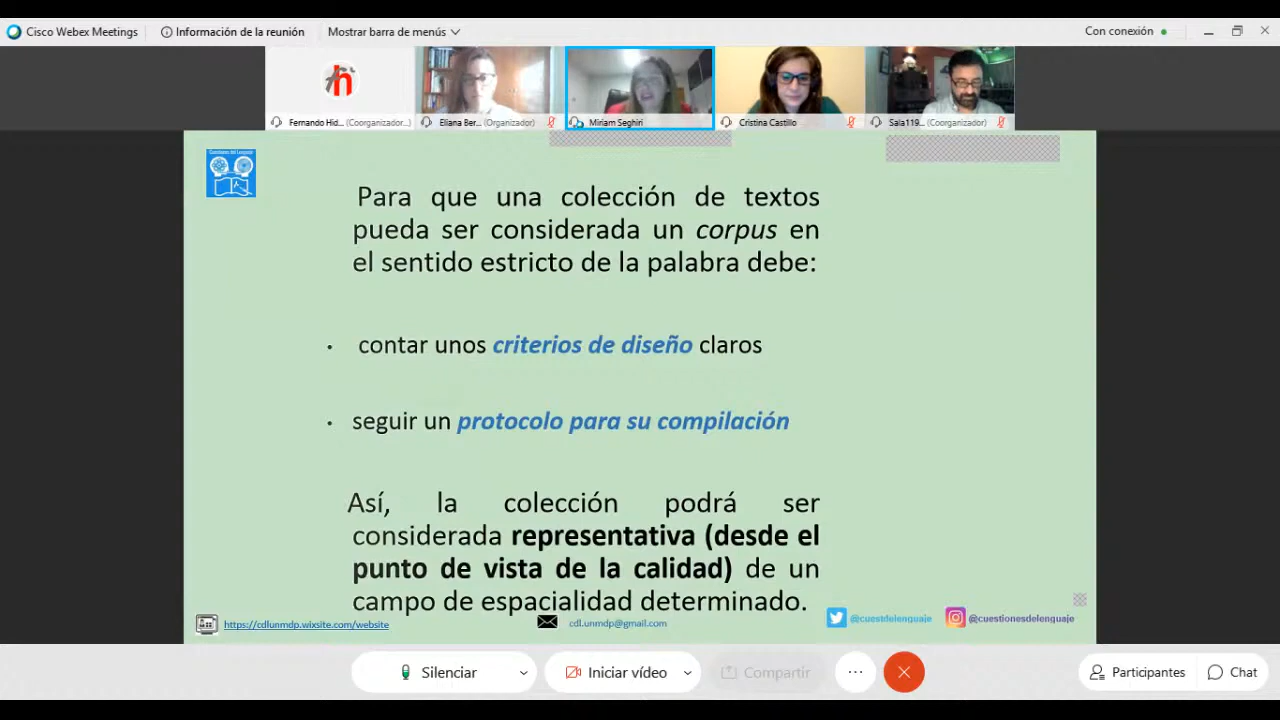 Cisco Webex Meetings
Información de la reunión
Mostrar barra de menús
Con conexión
h
Fernando Hid... (Coorganizador...)
Eliana Ber... (Organizador)
Miriam Seghiri
Cristina Castillo
Sala119... (Coorganizador)
Para que una colección de textos
pueda ser considerada un corpus en
el sentido estricto de la palabra debe:
• contar unos criterios de diseño claros
• seguir un protocolo para su compilación
Así, la colección podrá ser
considerada representativa (desde el
punto de vista de la calidad) de un
campo de espacialidad determinado.
https://cdlunmdp.wixsite.com/website
cdl.unmdp@gmail.com
@cuestdelenguaje
@cuestionesdelenguaje
Silenciar
Iniciar vídeo
Compartir
Participantes
Chat